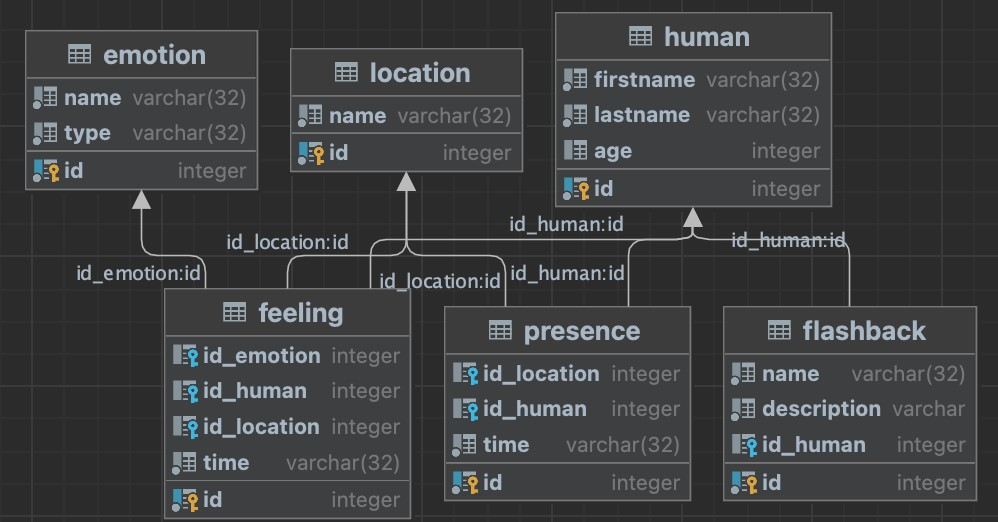 emotion
name varchar(32)
type varchar(32)
id integer
location
name varchar(32)
id integer
human
firstname varchar(32)
lastname varchar(32)
age integer
id integer
id_human:id
id_location:id
id_human:id
id_emotion:id
id_location:id
id_human:id
feeling
id_emotion integer
id_human integer
id_location integer
time varchar(32)
id integer
presence
id_location integer
id_human integer
time varchar(32)
id integer
flashback
name varchar(32)
description varchar
id_human integer
id integer